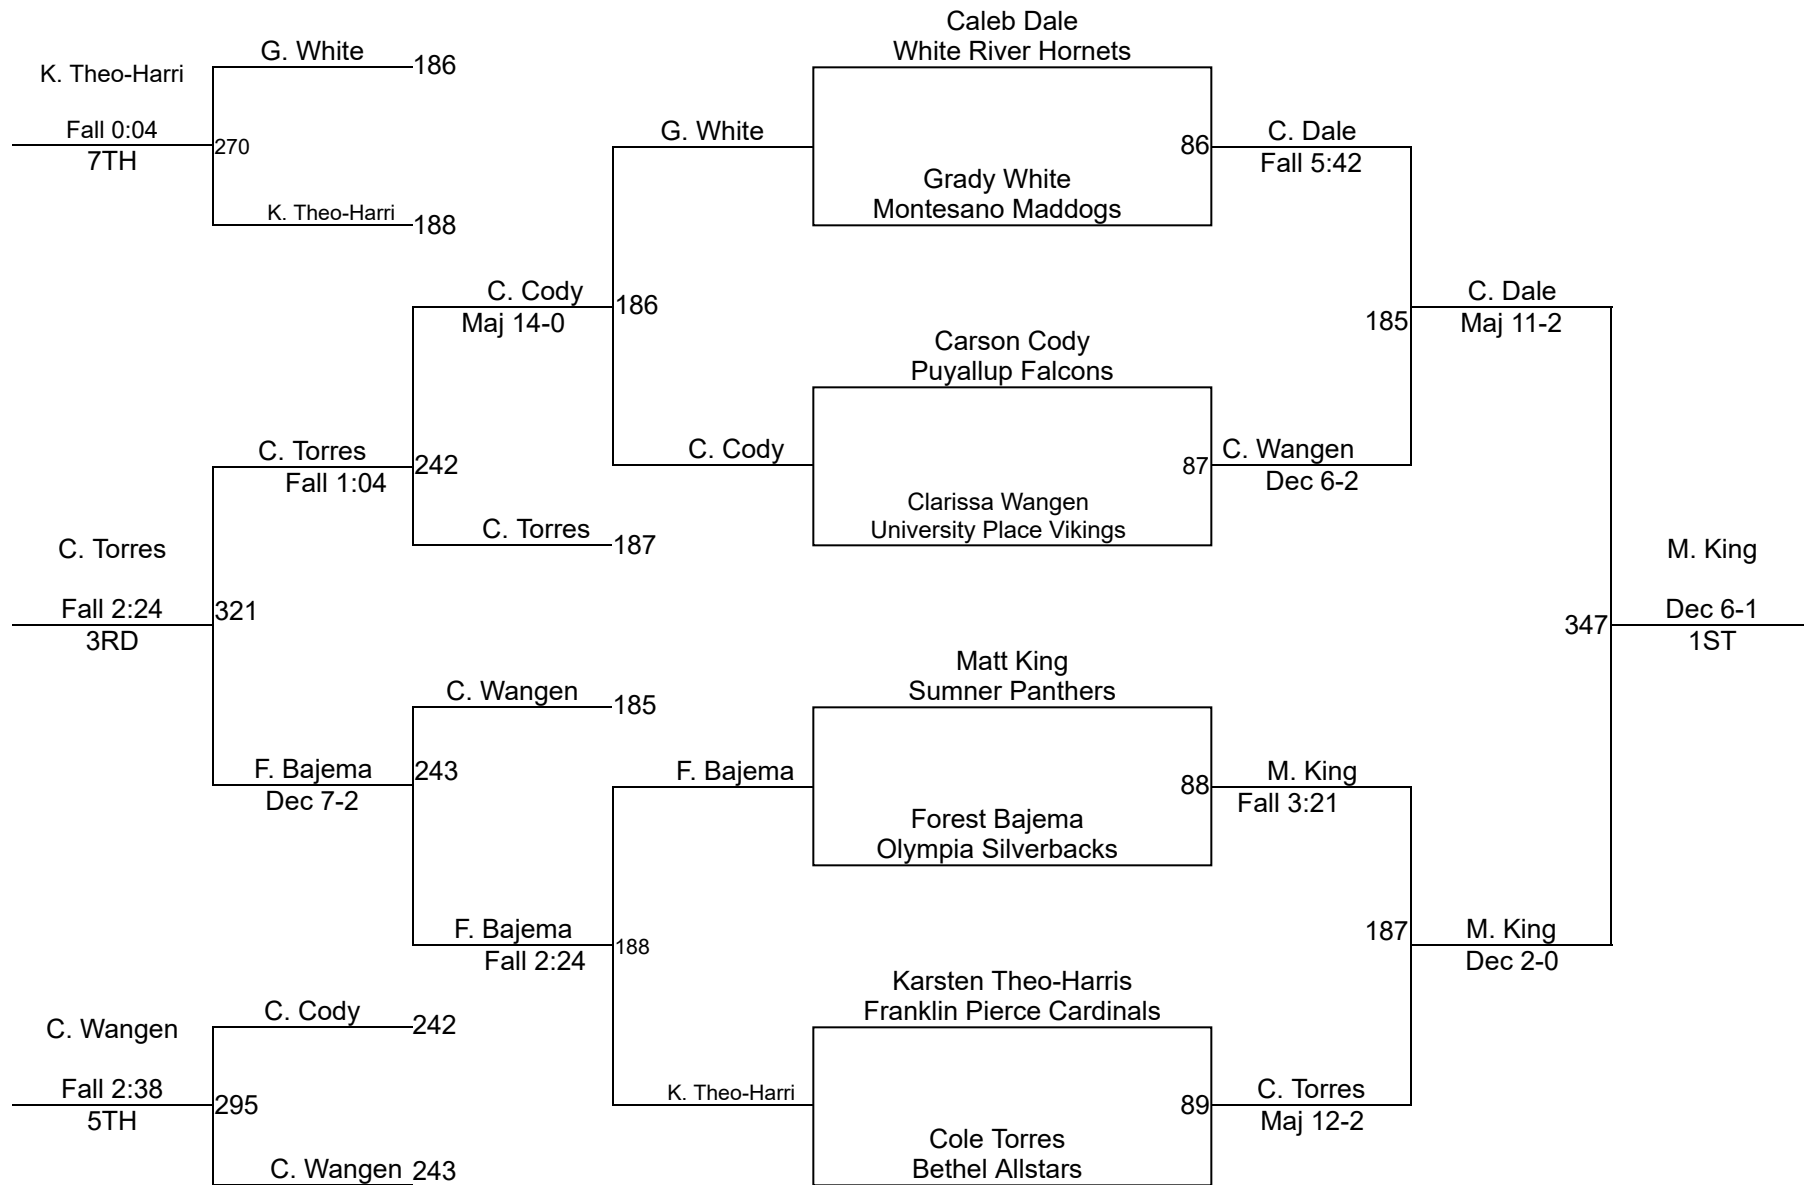 Caleb Dale
White River Hornets
G. White
186
K. Theo-Harri
Fall 0:04
7TH
270
K. Theo-Harri
188
G. White
86
C. Dale
Fall 5:42
Grady White
Montesano Maddogs
C. Cody
Maj 14-0
186
185
C. Dale
Maj 11-2
Carson Cody
Puyallup Falcons
C. Torres
Fall 1:04
242
C. Cody
87
C. Wangen
Dec 6-2
Clarissa Wangen
University Place Vikings
C. Torres
187
C. Torres
Fall 2:24
3RD
321
M. King
347
Dec 6-1
1ST
Matt King
Sumner Panthers
C. Wangen
185
F. Bajema
Dec 7-2
243
F. Bajema
88
M. King
Fall 3:21
Forest Bajema
Olympia Silverbacks
F. Bajema
Fall 2:24
188
187
M. King
Dec 2-0
Karsten Theo-Harris
Franklin Pierce Cardinals
C. Cody
242
C. Wangen
Fall 2:38
5TH
295
K. Theo-Harri
89
C. Torres
Maj 12-2
Cole Torres
Bethel Allstars
C. Wangen
243